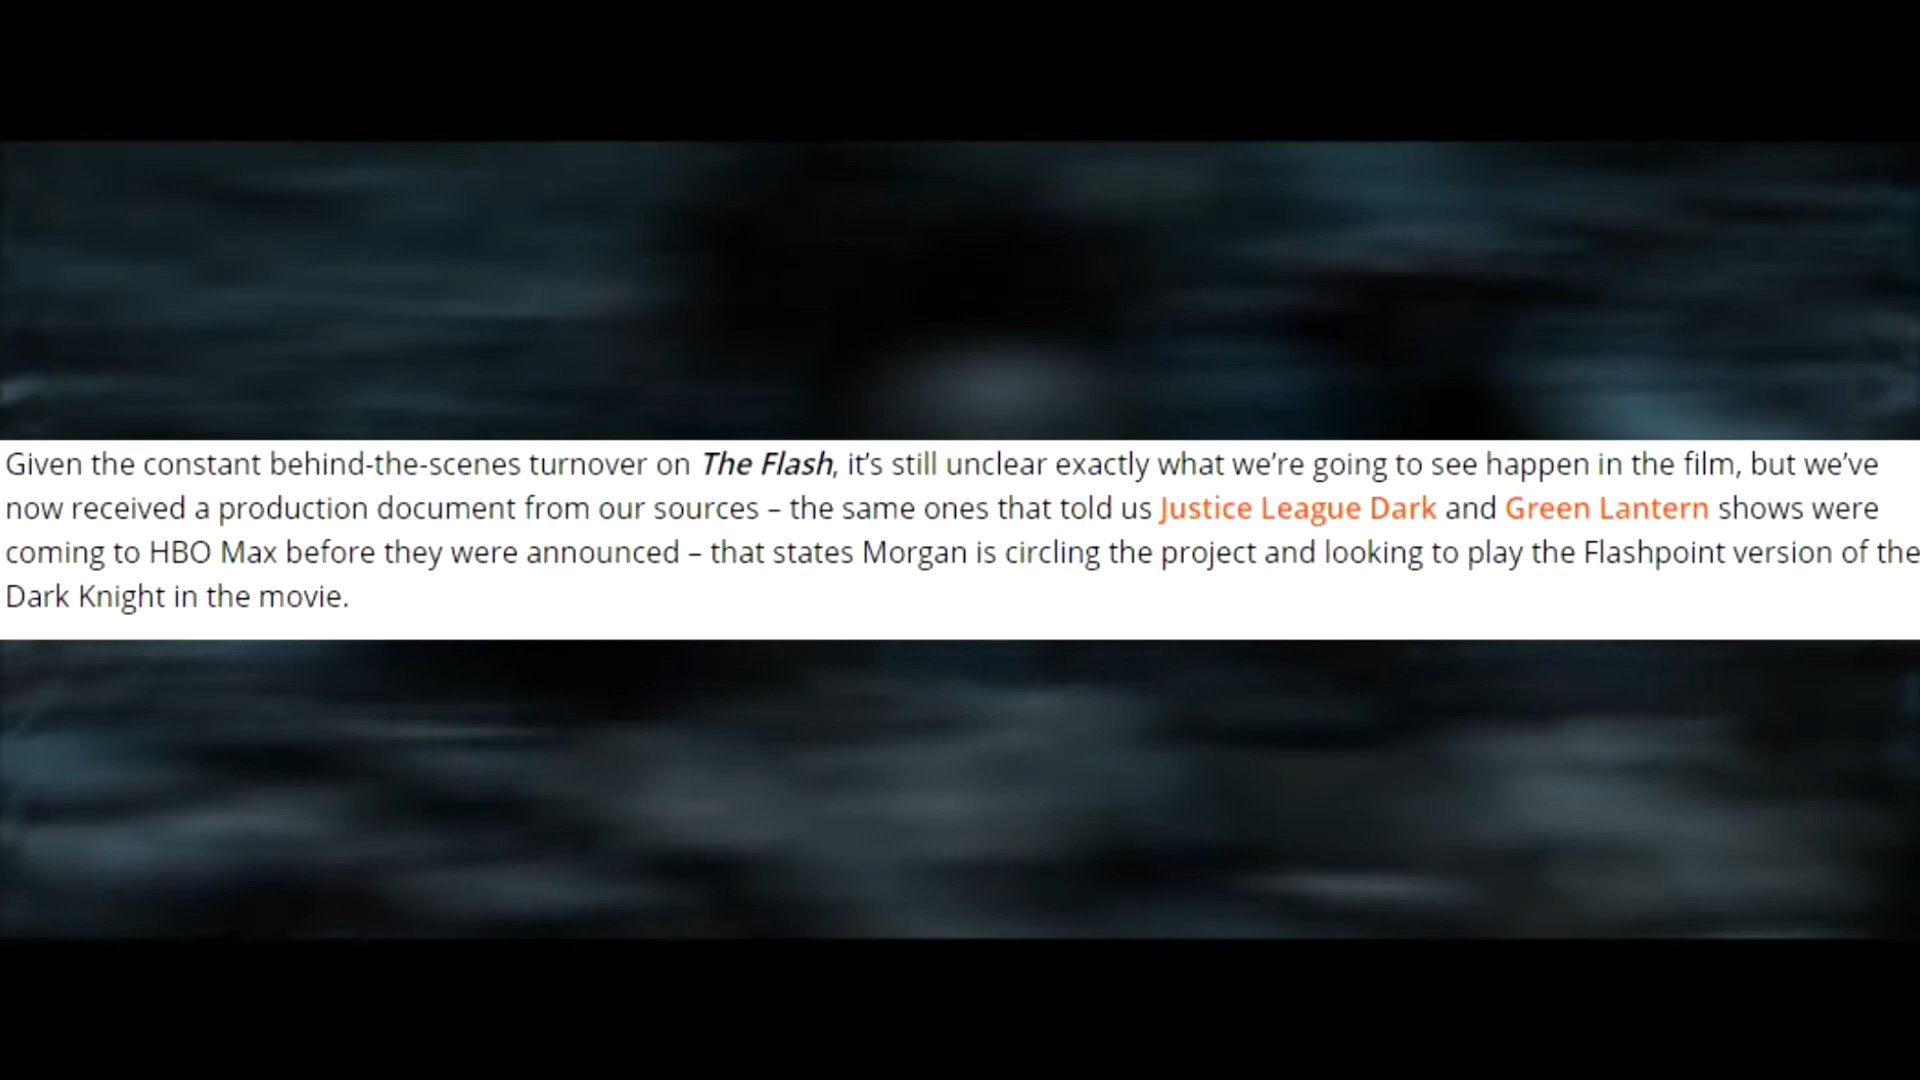 Given the constant behind-the-scenes turnover on The Flash, it’s still unclear exactly what we’re going to see happen in the film, but we’ve
now received a production document from our sources – the same ones that told us Justice League Dark and Green Lantern shows were
coming to HBO Max before they were announced – that states Morgan is circling the project and looking to play the Flashpoint version of the
Dark Knight in the movie.